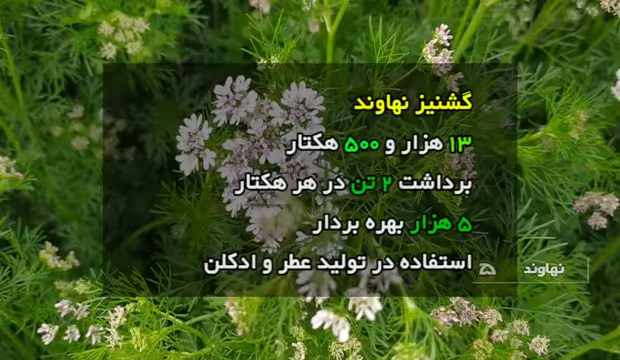 گشنیز نهاوند
۱۳ هزار و ۵۰۰ هکتار
برداشت ۲ تن در هر هکتار
۵ هزار بهره بردار
استفاده در تولید عطر و ادکلن
نهاوند